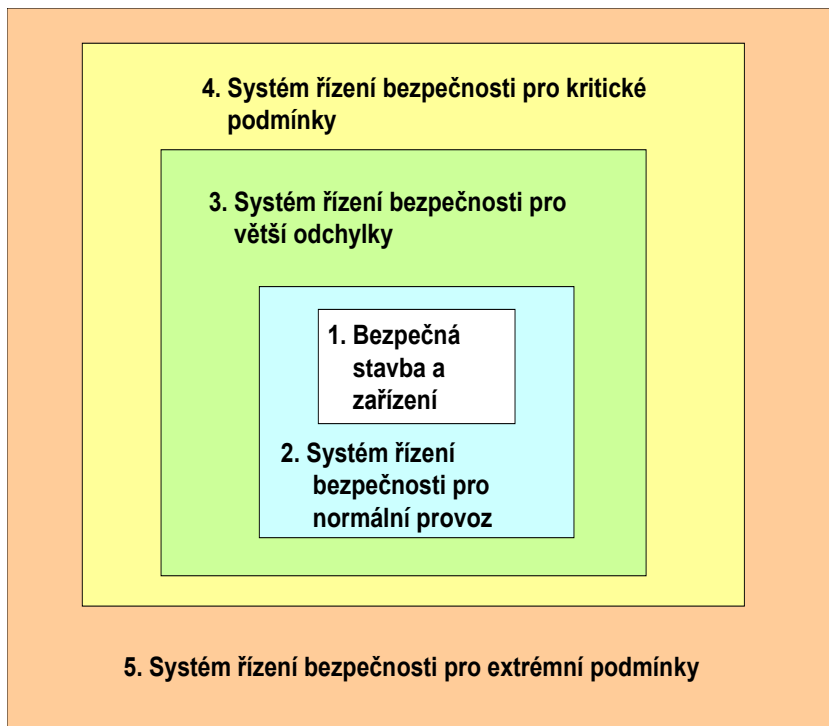 4. Systém řízení bezpečnosti pro kritické
podmínky
3. Systém řízení bezpečnosti pro
větší odchylky
1. Bezpečná
stavba a
zařízení
2. Systém řízení
bezpečnosti pro
normální provoz
5. Systém řízení bezpečnosti pro extrémní podmínky